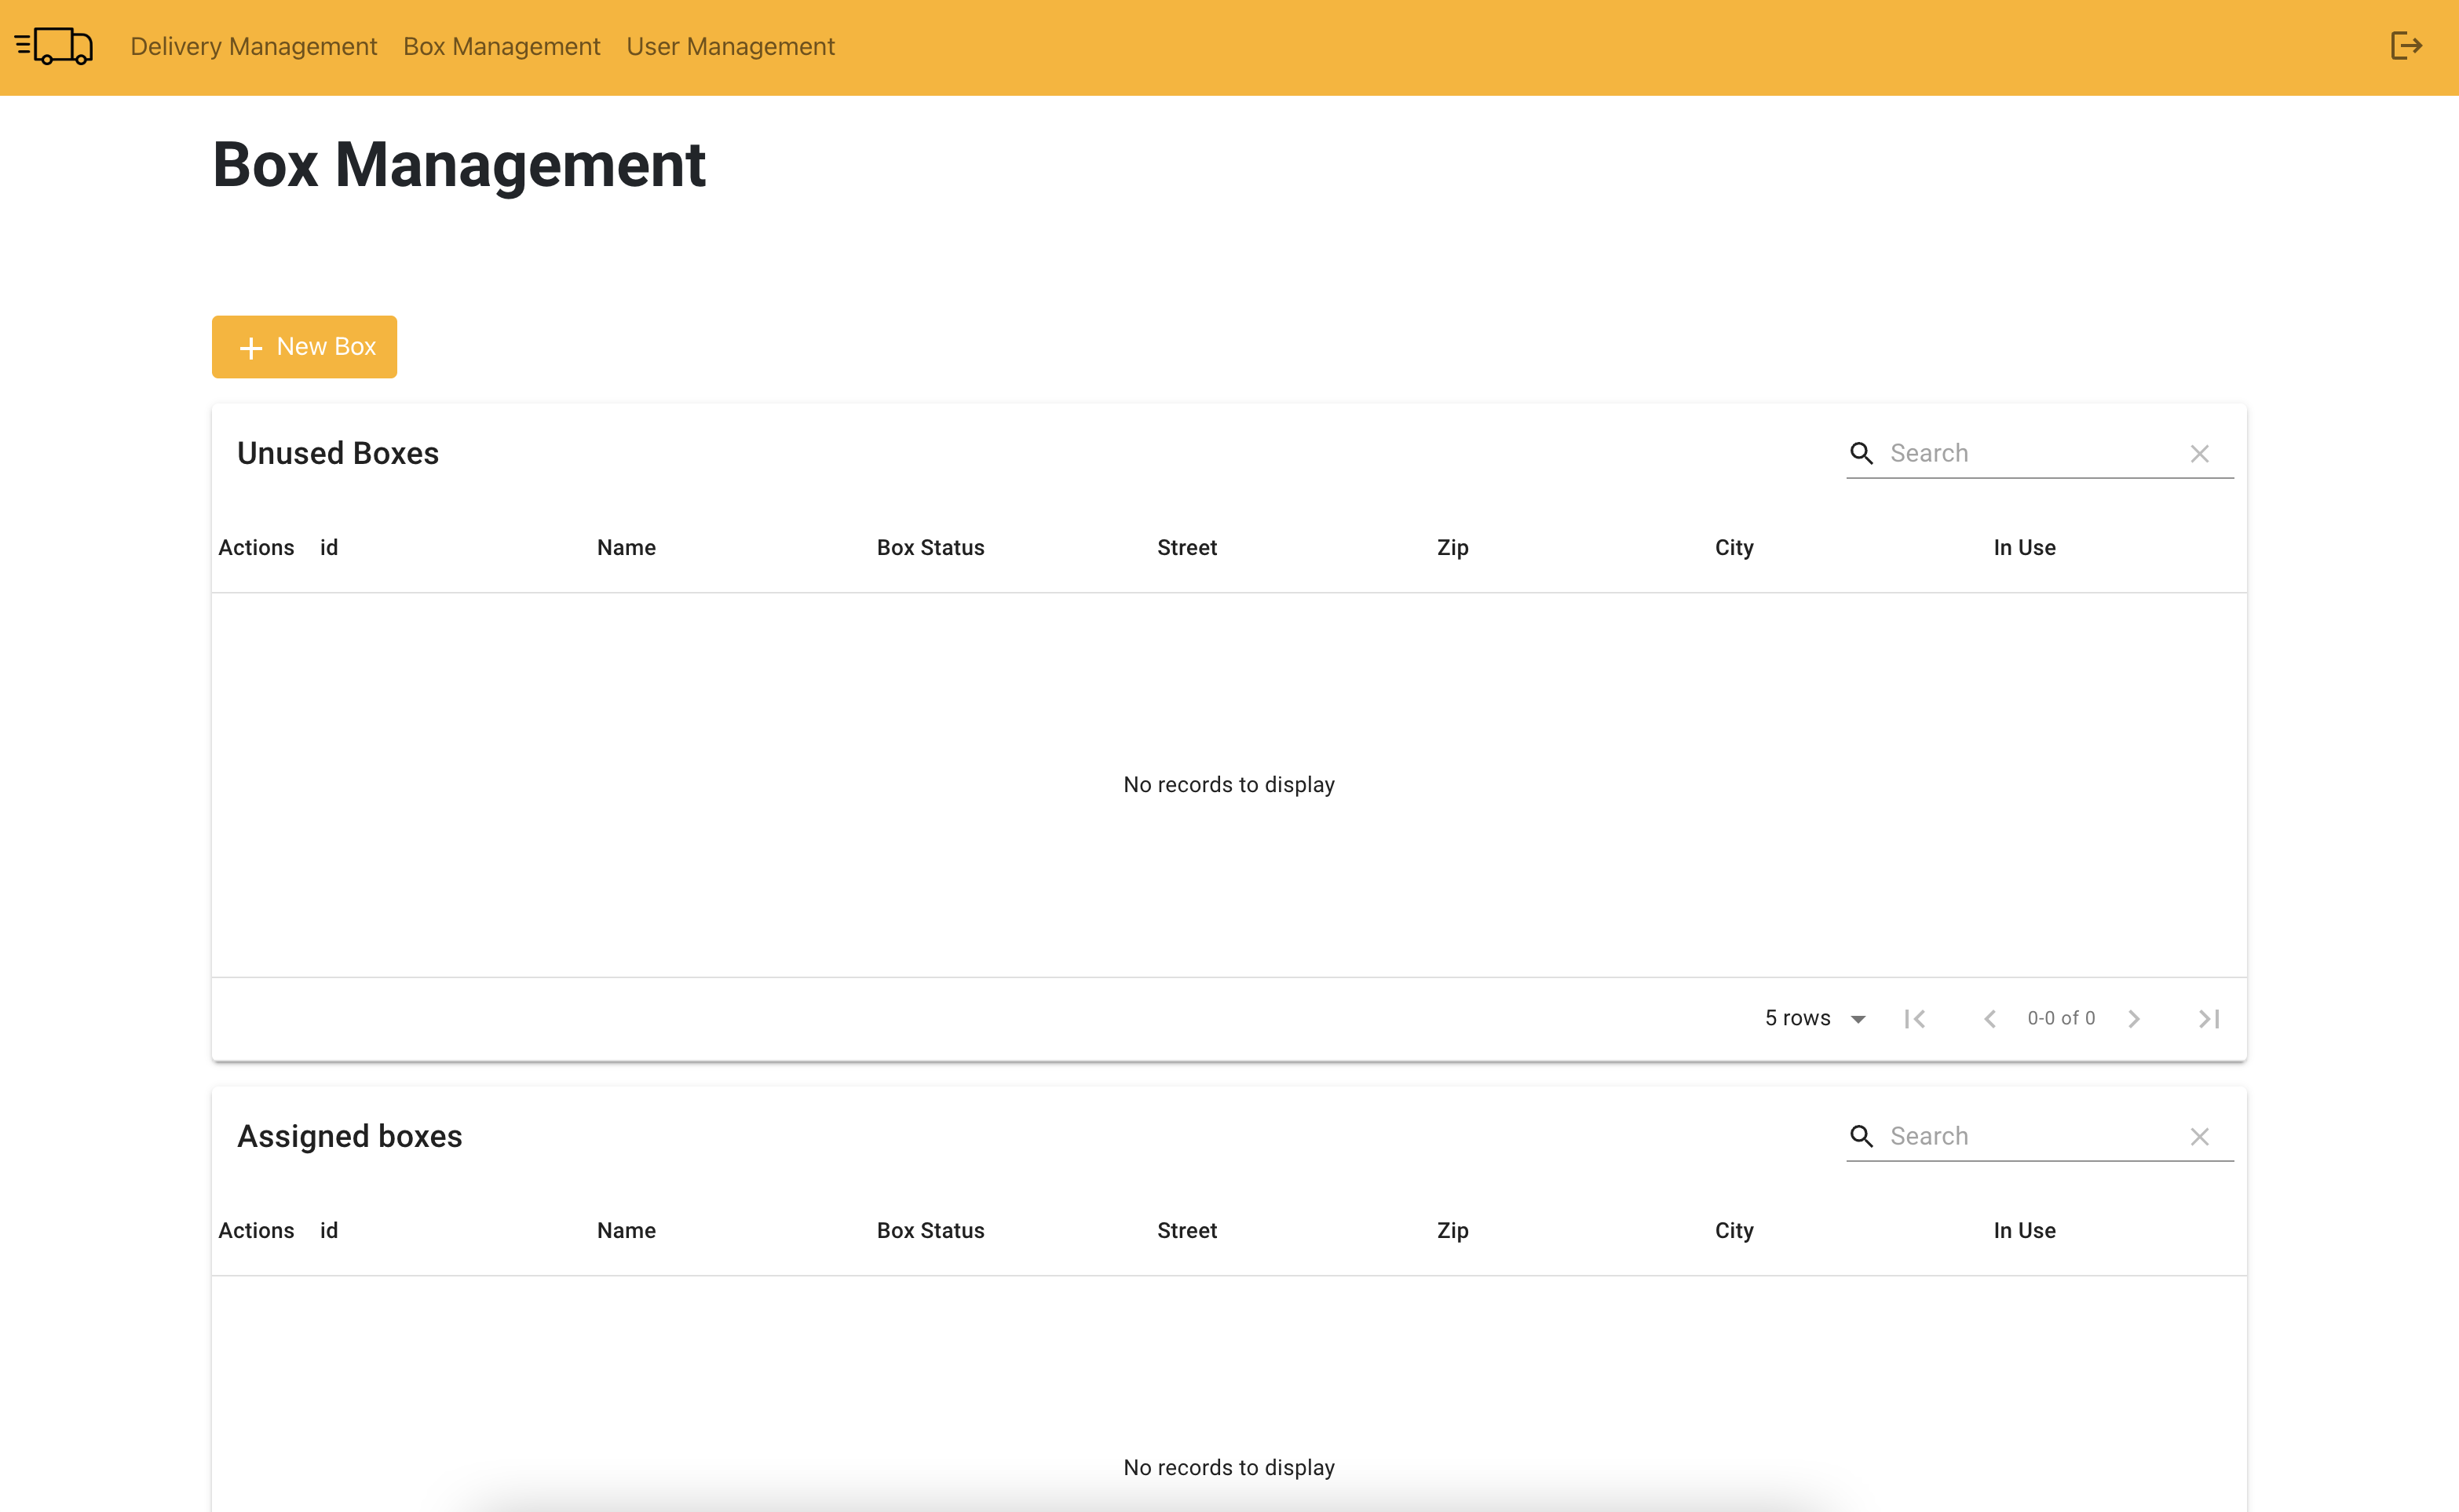 Delivery Management Box Management User Management
Box Management
New Box
Unused Boxes Search
Actions id Name Box Status Street Zip City In Use
No records to display
5 rows 0-0 of 0
Assigned boxes Search
Actions id Name Box Status Street Zip City In Use
No records to display